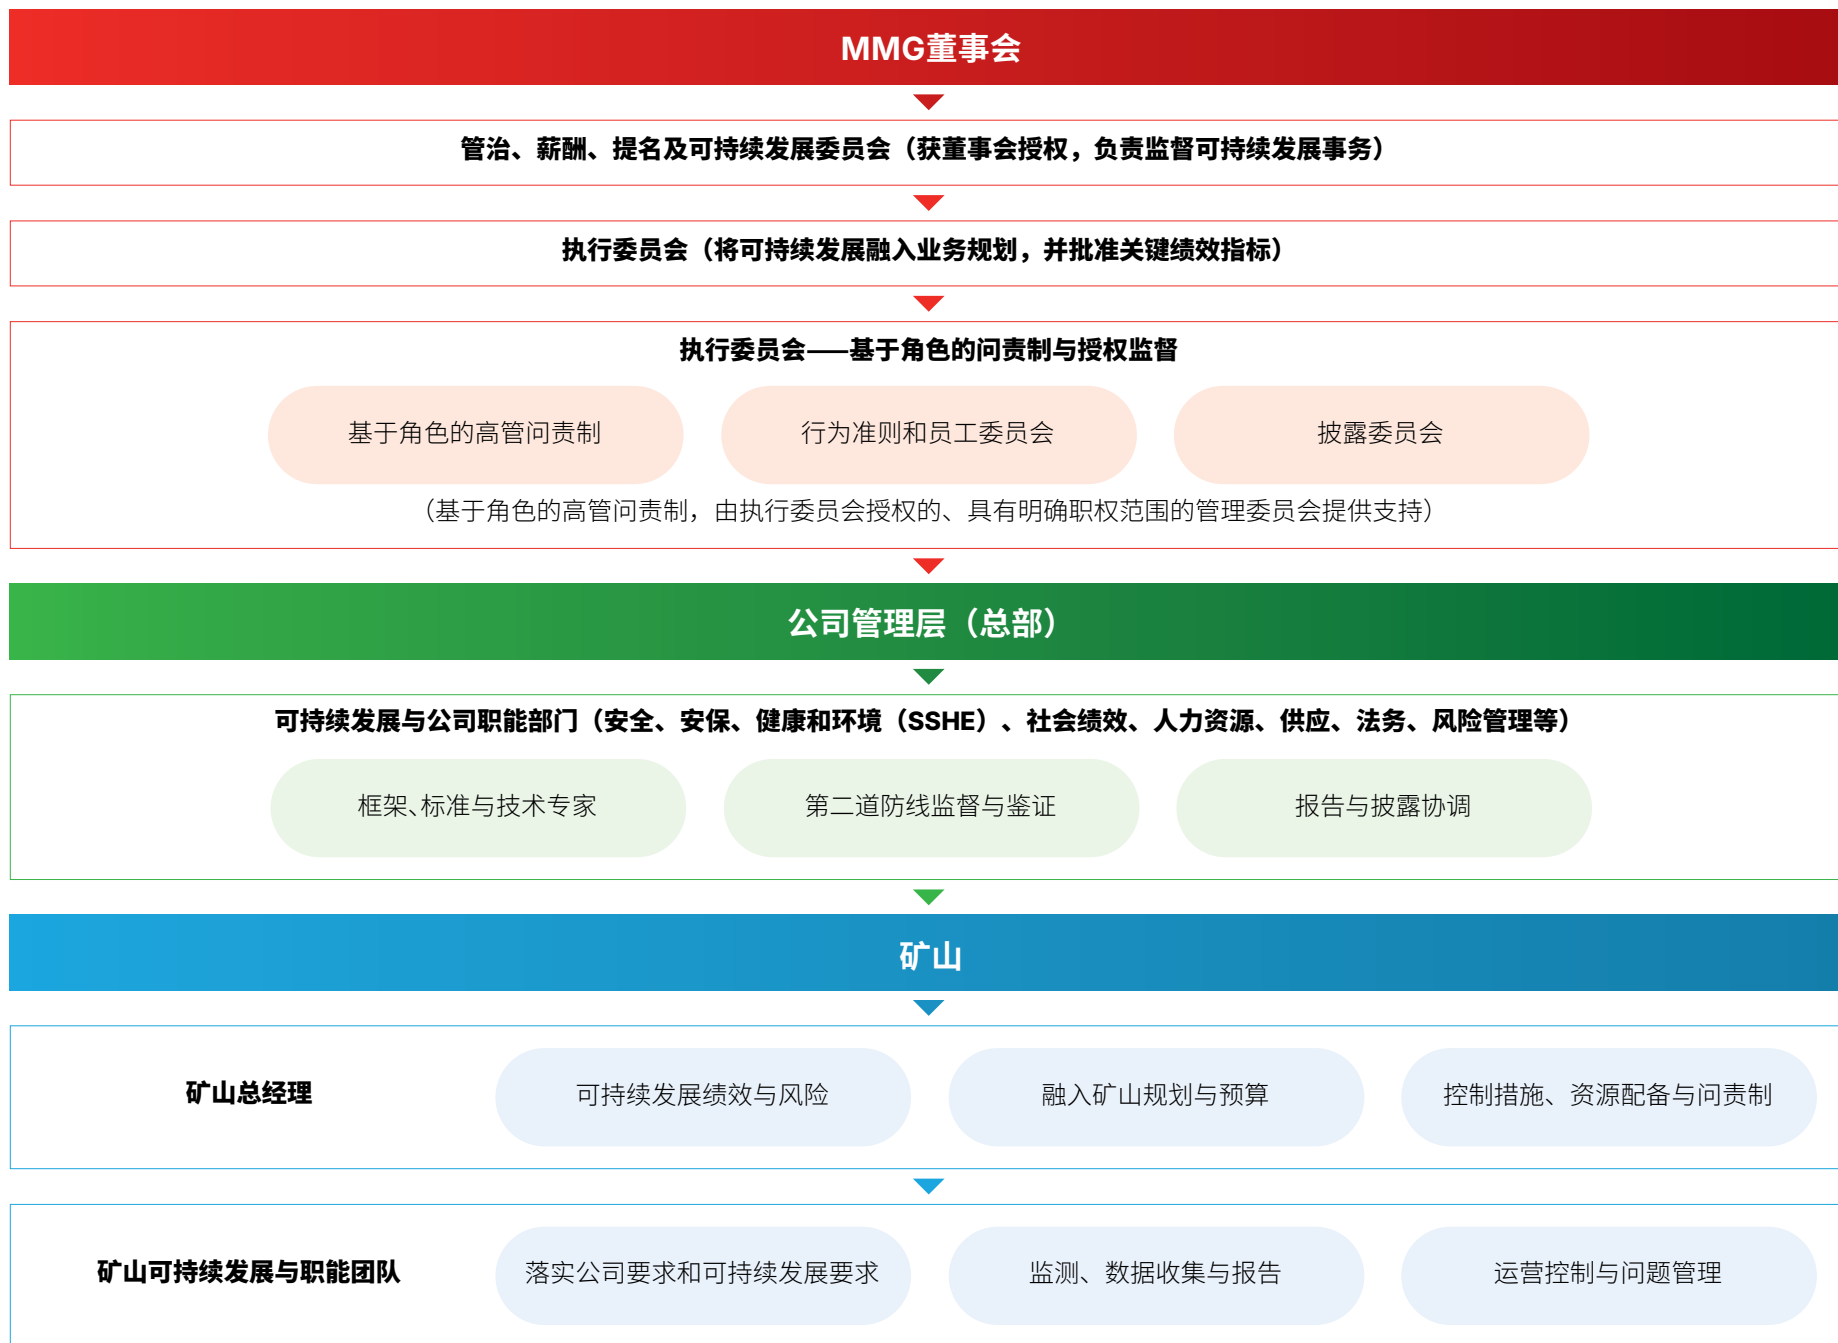 MMG董事会
管治、薪酬、提名及可持续发展委员会（获董事会授权，负责监督可持续发展事务）
执行委员会（将可持续发展融入业务规划，并批准关键绩效指标）
执行委员会——基于角色的问责制与授权监督
基于角色的高管问责制
行为准则和员工委员会
披露委员会
（基于角色的高管问责制，由执行委员会授权的、具有明确职权范围的管理委员会提供支持）
公司管理层（总部）
可持续发展与公司职能部门（安全、安保、健康和环境（SSHE）、社会绩效、人力资源、供应、法务、风险管理等）
框架、标准与技术专家
第二道防线监督与鉴证
报告与披露协调
矿山
矿山总经理
可持续发展绩效与风险
融入矿山规划与预算
控制措施、资源配备与问责制
矿山可持续发展与职能团队
落实公司要求和可持续发展要求
监测、数据收集与报告
运营控制与问题管理